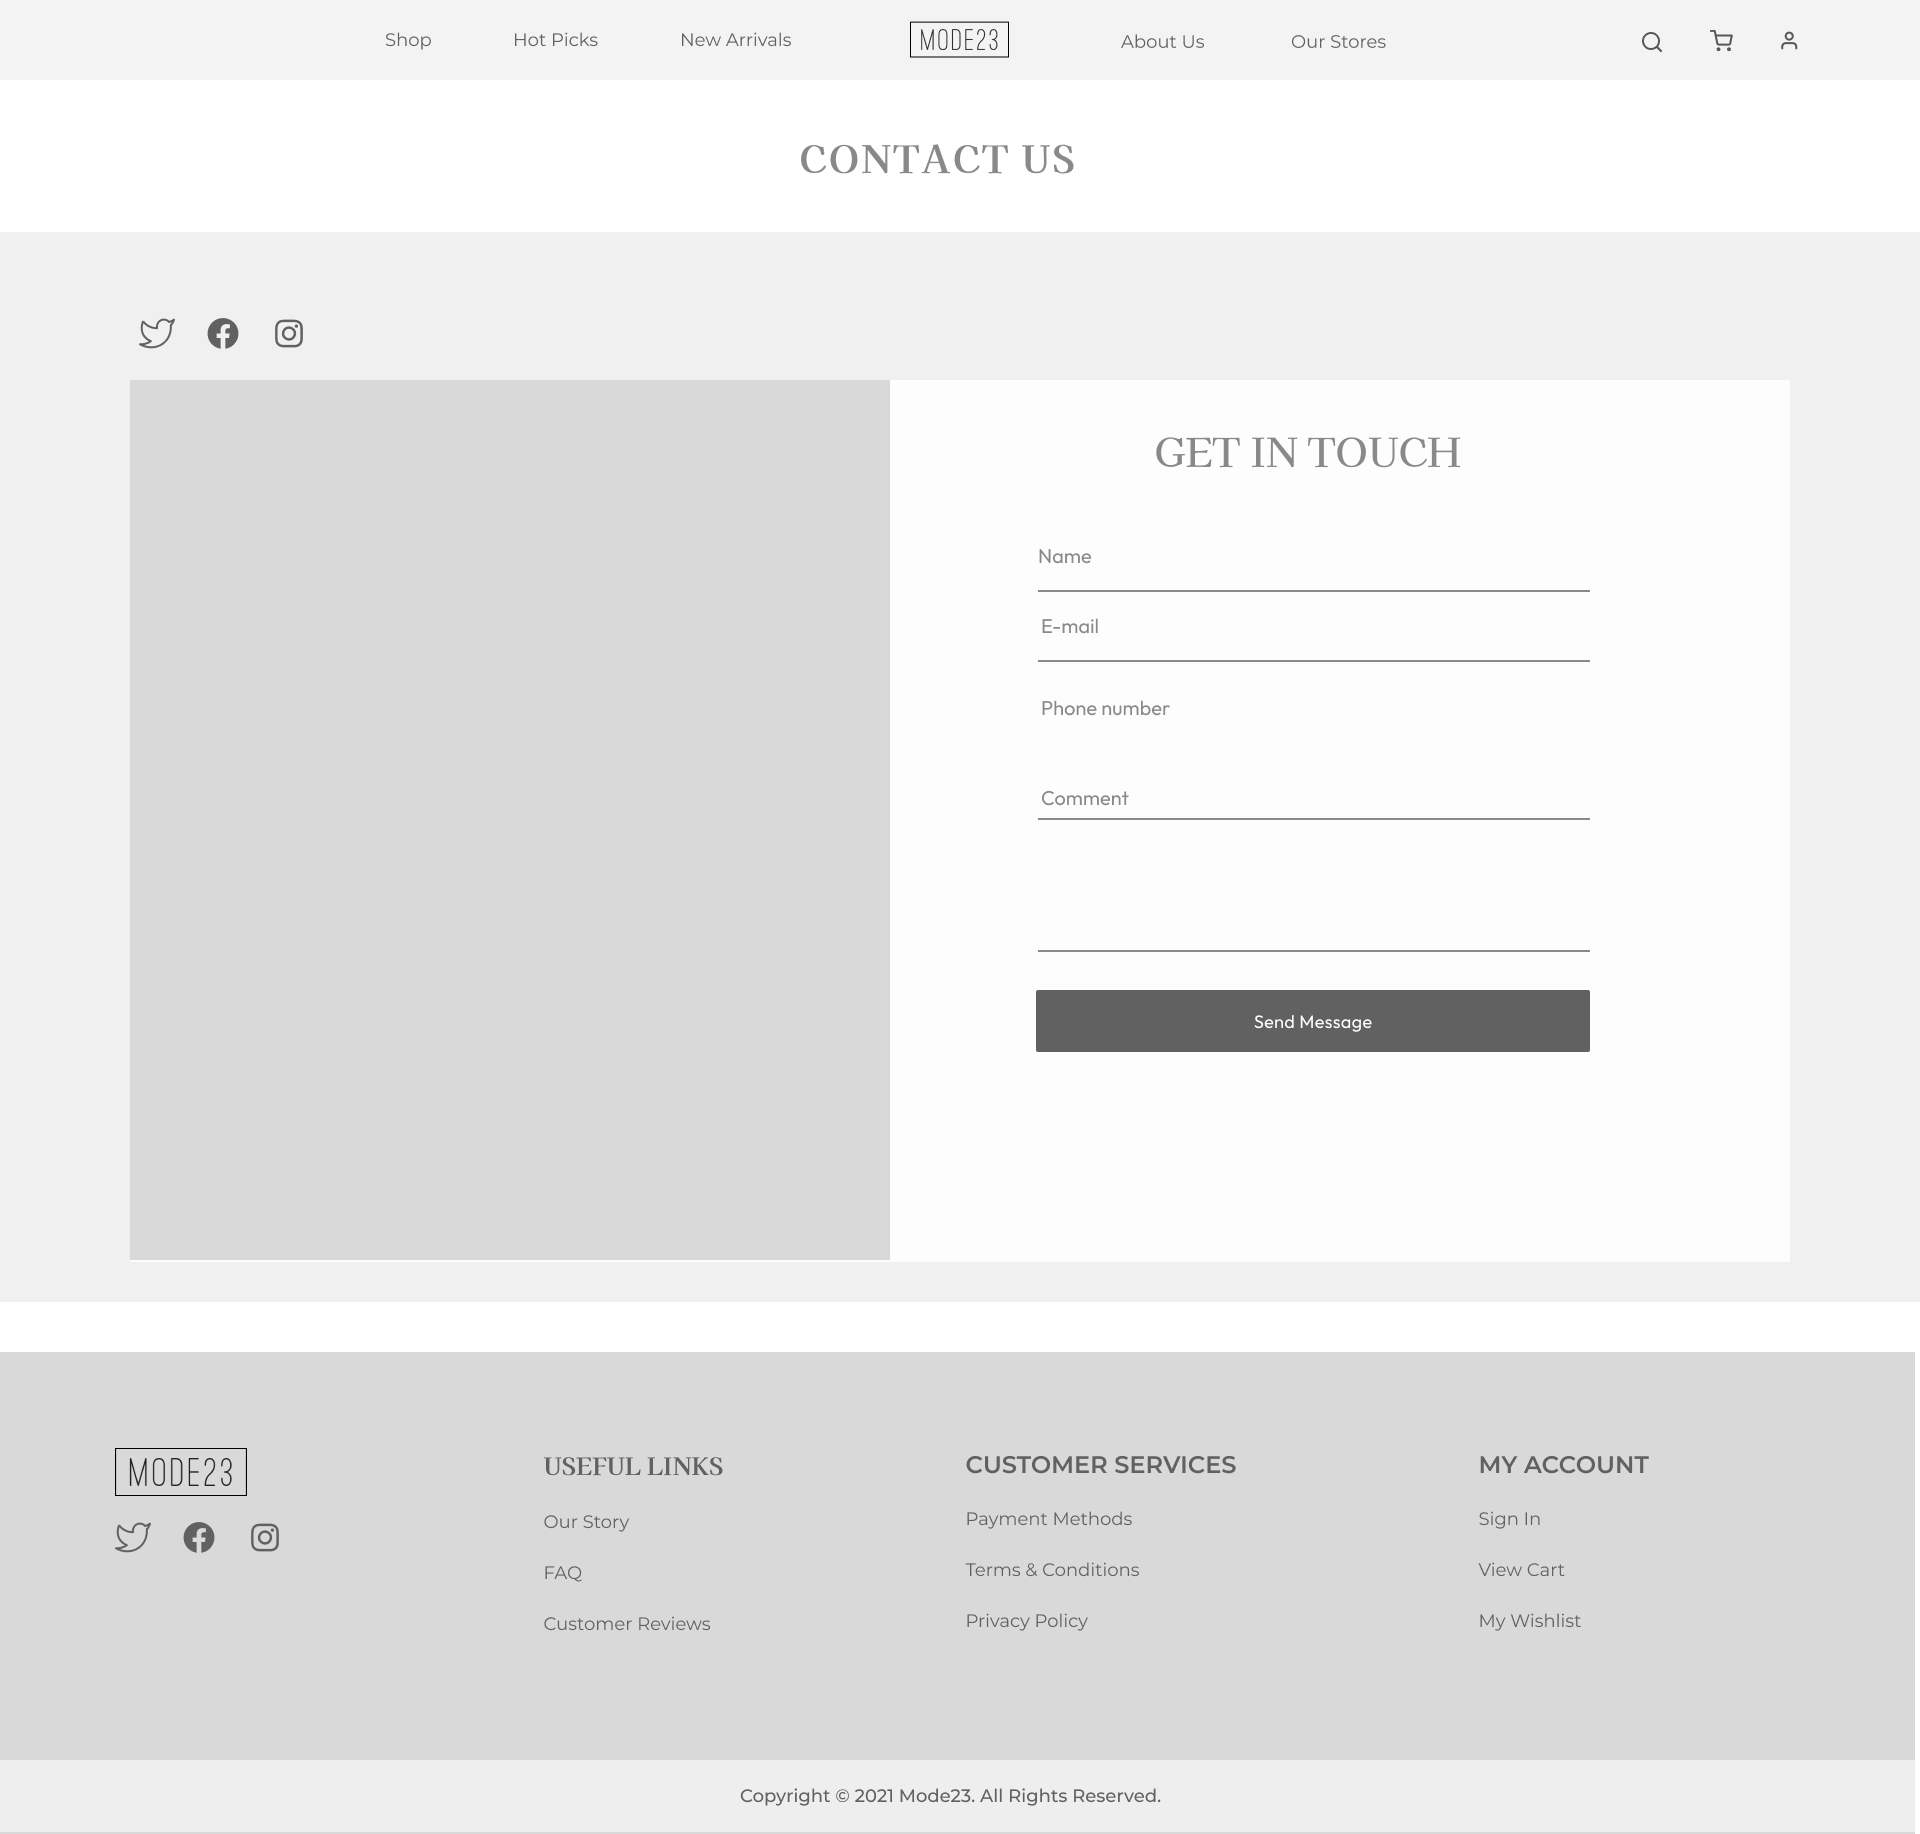 Shop
Hot Picks
New Arrivals
MODE23
About Us
Our Stores
CONTACT US
GET IN TOUCH
Name
E-mail
Phone number
Comment
Send Message
MODE23
USEFUL LINKS
Our Story
FAQ
Customer Reviews
CUSTOMER SERVICES
Payment Methods
Terms & Conditions
Privacy Policy
MY ACCOUNT
Sign In
View Cart
My Wishlist
Copyright © 2021 Mode23. All Rights Reserved.